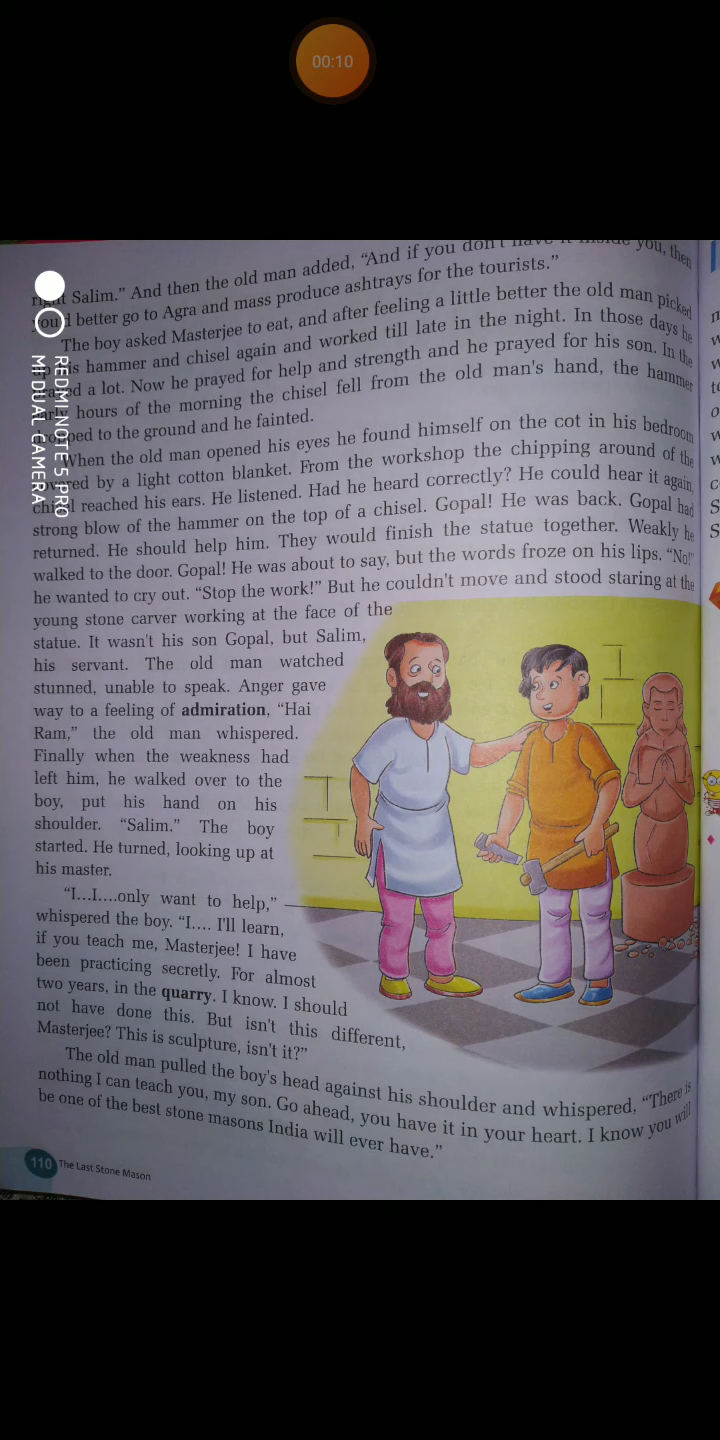 00:10
right Salim.” And then the old man added, “And if you don't have it inside you, then
you'd better go to Agra and mass produce ashtrays for the tourists.”
The boy asked Masterjee to eat, and after feeling a little better the old man picked
up his hammer and chisel again and worked till late in the night. In those days he
prayed a lot. Now he prayed for help and strength and he prayed for his son. In the
early hours of the morning the chisel fell from the old man's hand, the hammer
dropped to the ground and he fainted.
When the old man opened his eyes he found himself on the cot in his bedroom
covered by a light cotton blanket. From the workshop the chipping around of the
chisel reached his ears. He listened. Had he heard correctly? He could hear it again,
strong blow of the hammer on the top of a chisel. Gopal! He was back. Gopal had
returned. He should help him. They would finish the statue together. Weakly he
walked to the door. Gopal! He was about to say, but the words froze on his lips. “No!”
he wanted to cry out. “Stop the work!” But he couldn't move and stood staring at the
young stone carver working at the face of the
statue. It wasn't his son Gopal, but Salim,
his servant. The old man watched
stunned, unable to speak. Anger gave
way to a feeling of admiration, “Hai
Ram,” the old man whispered.
Finally when the weakness had
left him, he walked over to the
boy, put his hand on his
shoulder. “Salim.” The boy
started. He turned, looking up at
his master.
“I...I....only want to help,”
whispered the boy. “I.... I'll learn,
if you teach me, Masterjee! I have
been practicing secretly. For almost
two years, in the quarry. I know. I should
not have done this. But isn't this different,
Masterjee? This is sculpture, isn't it?”
The old man pulled the boy's head against his shoulder and whispered, “There is
nothing I can teach you, my son. Go ahead, you have it in your heart. I know you will
be one of the best stone masons India will ever have.”
110 The Last Stone Mason
REDMI NOTE 5 PRO
MI DUAL CAMERA